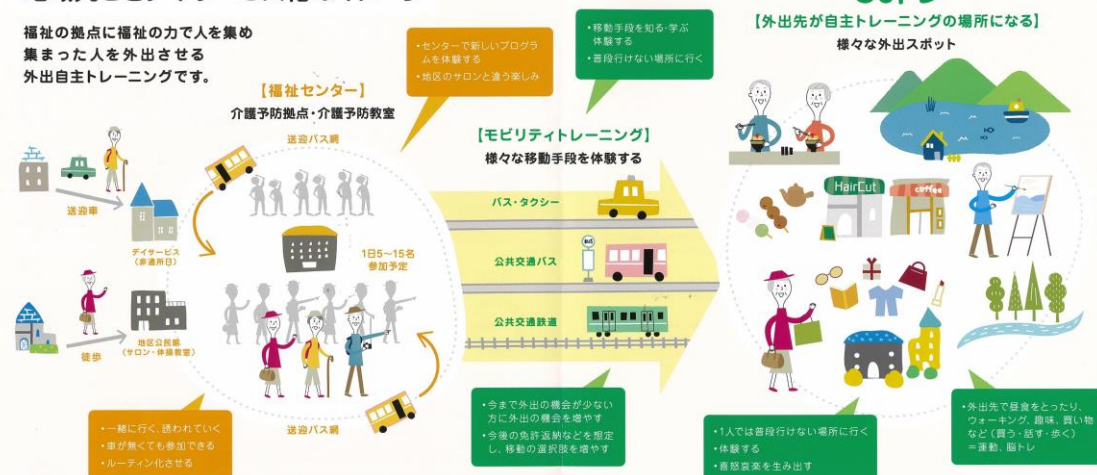 福祉の拠点に福祉の力で人を集め
集まった人を外出させる
外出自主トレーニングです。
【福祉センター】
介護予防拠点・介護予防教室
送迎バス網
・センターで新しいプログラ
ムを体験する
・地区のサロンと違う楽しみ
送迎車
デイサービス
(非通所日)
徒歩
地区公民館
(サロン・体操教室)
1日5〜15名
参加予定
送迎バス網
・一緒に行く、誘われていく
・車が無くても参加できる
・ルーティン化させる
・移動手段を知る・学ぶ
体験する
・普段行けない場所に行く
【モビリティトレーニング】
様々な移動手段を体験する
バス・タクシー
公共交通バス
BUS
公共交通鉄道
・今まで外出の機会が少ない
方に外出の機会を増やす
・今後の免許返納などを想定
し、移動の選択肢を増やす
【外出先が自主トレーニングの場所になる】
様々な外出スポット
HairCut
coffee
・1人では普段行けない場所に行く
・体験する
・喜怒哀楽を生み出す
・外出先で昼食をとったり、
ウォーキング、趣味、買い物
など（買う・話す・歩く）
＝運動、脳トレ